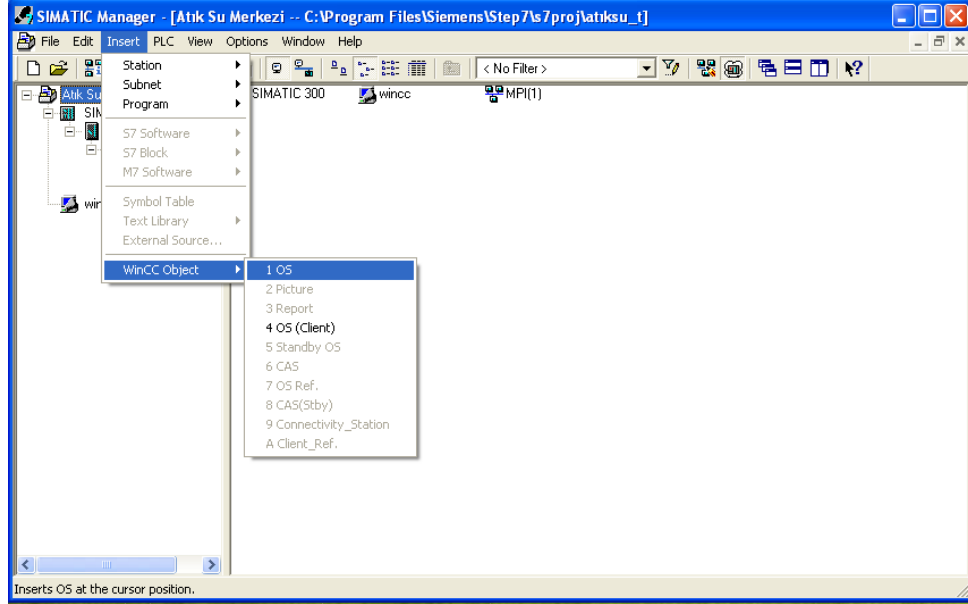 SIMATIC Manager - [Atık Su Merkezi -- C:\Program Files\Siemens\Step7\s7proj\atıksu_t]
File Edit Insert PLC View Options Window Help
< No Filter >
Station
Subnet
Program
S7 Software
S7 Block
M7 Software
Symbol Table
Text Library
External Source...
WinCC Object
1 OS
2 Picture
3 Report
4 OS (Client)
5 Standby OS
6 CAS
7 OS Ref.
8 CAS(Stby)
9 Connectivity_Station
A Client_Ref.
Atık Su
SIMATIC 300 wincc MPI(1)
Inserts OS at the cursor position.